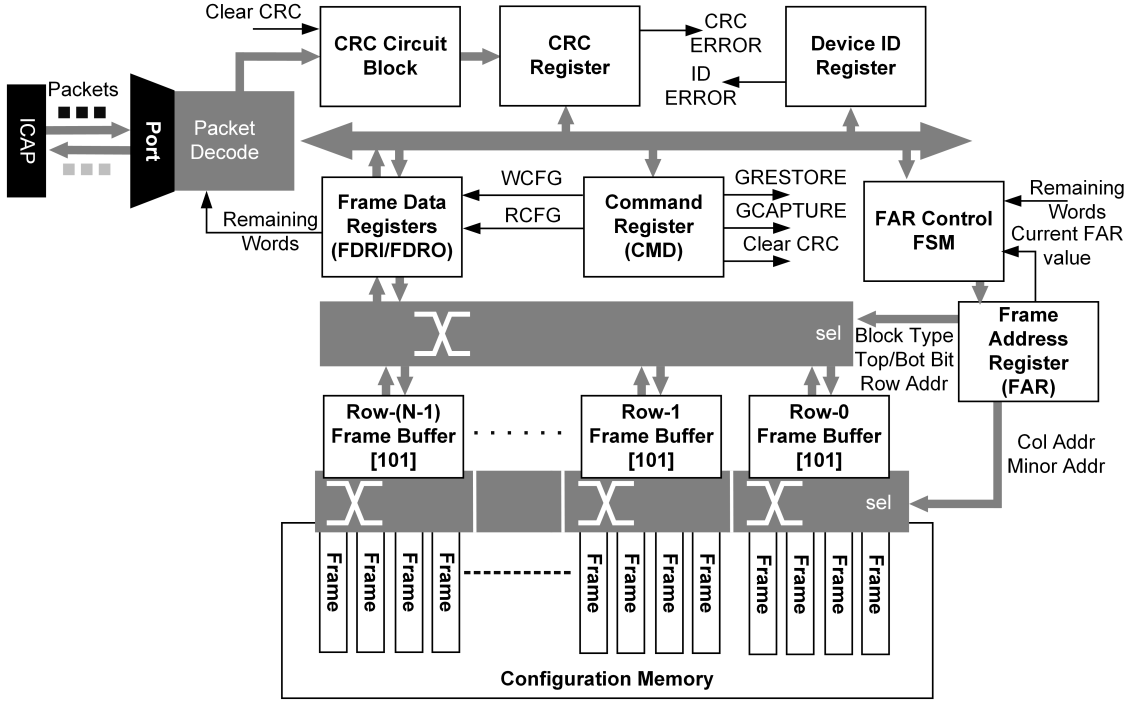 Clear CRC
CRC Circuit
Block
CRC
Register
CRC
ERROR
Device ID
Register
ID
ERROR
ICAP
Packets
Port
Packet
Decode
Remaining
Words
Frame Data
Registers
(FDRI/FDRO)
WCFG
RCFG
Command
Register
(CMD)
GRESTORE
GCAPTURE
Clear CRC
FAR Control
FSM
Remaining
Words
Current FAR
value
sel
Block Type
Top/Bot Bit
Row Addr
Frame
Address
Register
(FAR)
Row-(N-1)
Frame Buffer
[101]
Row-1
Frame Buffer
[101]
Row-0
Frame Buffer
[101]
Col Addr
Minor Addr
sel
Frame
Frame
Frame
Frame
Frame
Frame
Frame
Frame
Frame
Frame
Frame
Frame
Configuration Memory